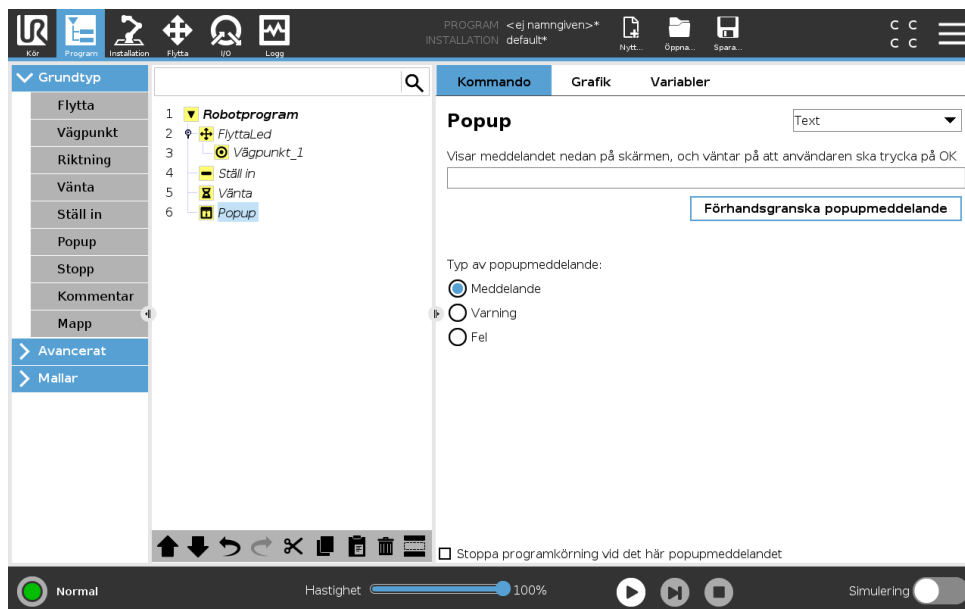 PROGRAM <ej namngiven>*
INSTALLATION default*
UR
Kör
Program
Installation
Flytta
I/O
Logg
Nytt...
Öppna...
Spara...
C C
C C
Grundtyp
Flytta
Vägpunkt
Riktning
Vänta
Ställ in
Popup
Stopp
Kommentar
Mapp
Avancerat
Mallar
1 Robotprogram
2 FlyttaLed
3 Vägpunkt_1
4 Ställ in
5 Vänta
6 Popup
Kommando Grafik Variabler
Popup
Text
Visar meddelandet nedan på skärmen, och väntar på att användaren ska trycka på OK
Förhandsgranska popupmeddelande
Typ av popupmeddelande:
Meddelande
Varning
Fel
Stoppa programkörning vid det här popupmeddelandet
Normal
Hastighet 100%
Simulering